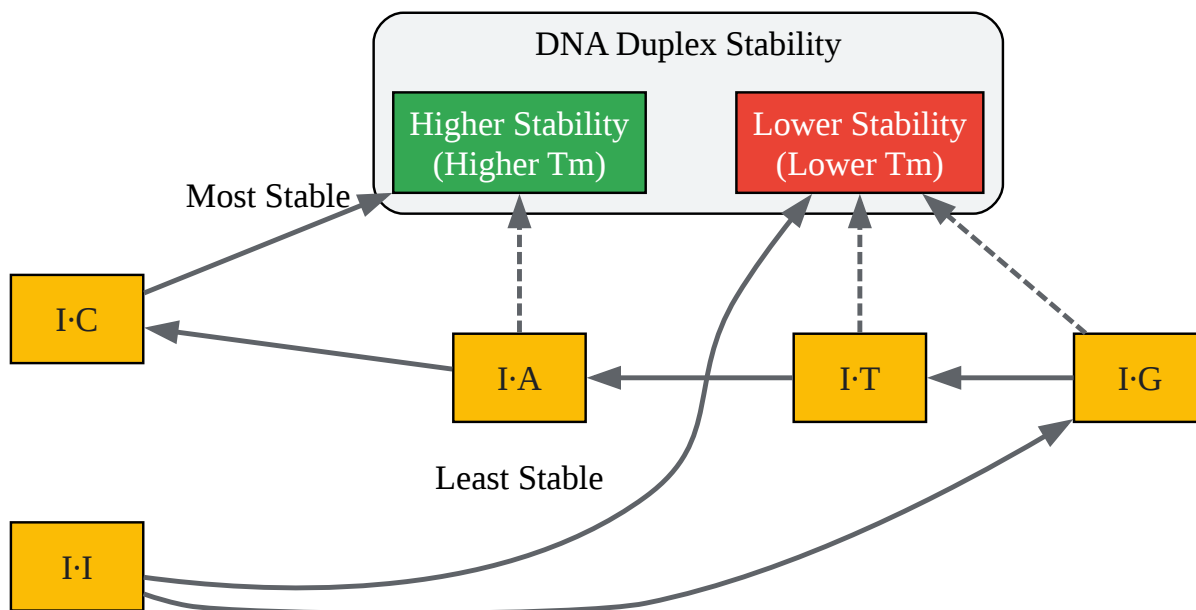 DNA Duplex Stability
Higher Stability
(Higher Tm)
Lower Stability
(Lower Tm)
Most Stable
I·C
I·A
I·T
I·G
Least Stable
I·I